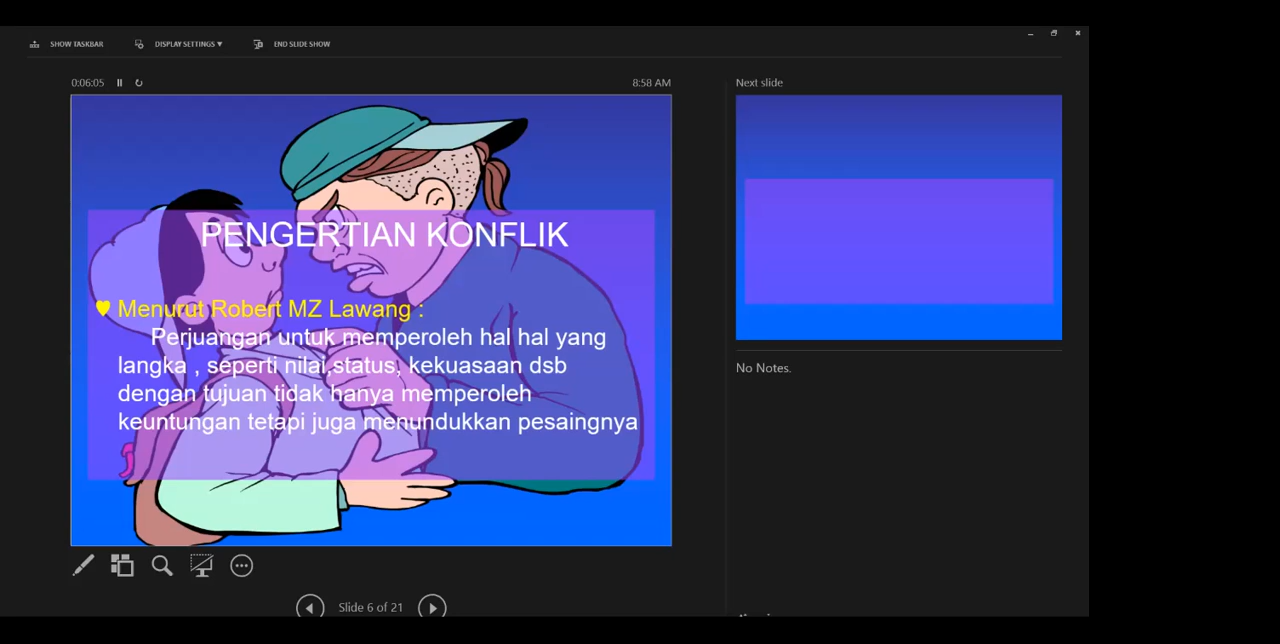 SHOW TASKBAR
DISPLAY SETTINGS ▼
END SLIDE SHOW
0:06:05
8:58 AM
Next slide
PENGERTIAN KONFLIK
Menurut Robert MZ Lawang :
Perjuangan untuk memperoleh hal hal yang
langka , seperti nilai,status, kekuasaan dsb
dengan tujuan tidak hanya memperoleh
keuntungan tetapi juga menundukkan pesaingnya
No Notes.
Slide 6 of 21